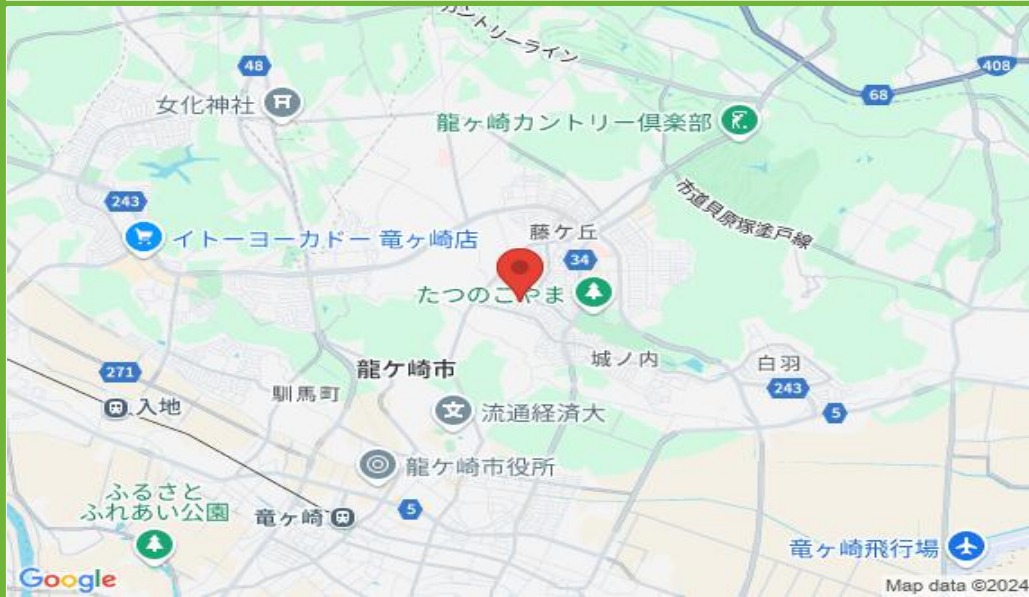 カントリーライン
48
408
女化神社
68
龍ヶ崎カントリー倶楽部
243
市道貝原塚塗戸線
イトーヨーカドー 竜ヶ崎店
藤ケ丘
34
たつのこやま
城ノ内
白羽
271
龍ケ崎市
243
馴馬町
入地
5
流通経済大
龍ケ崎市役所
ふるさと
ふれあい公園
竜ヶ崎
5
竜ヶ崎飛行場
Google
Map data ©2024